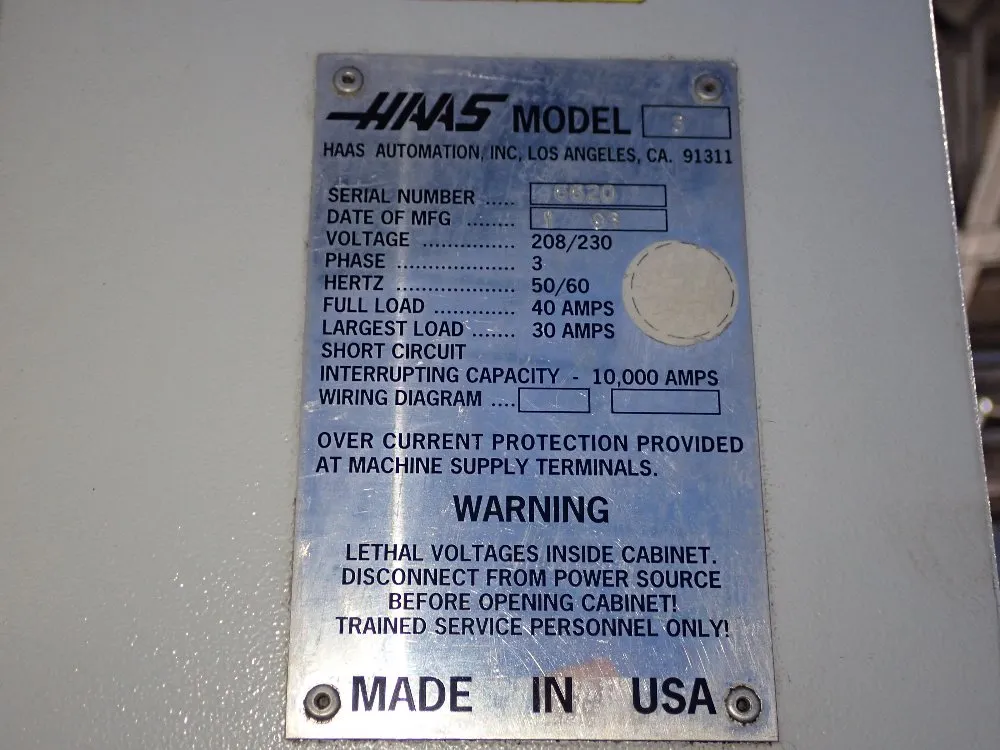 HAAS MODEL
HAAS AUTOMATION, INC, LOS ANGELES, CA. 91311
SERIAL NUMBER .....
DATE OF MFG ........
VOLTAGE ............... 208/230
PHASE ................... 3
HERTZ ................... 50/60
FULL LOAD ............. 40 AMPS
LARGEST LOAD ....... 30 AMPS
SHORT CIRCUIT
INTERRUPTING CAPACITY - 10,000 AMPS
WIRING DIAGRAM ....
OVER CURRENT PROTECTION PROVIDED
AT MACHINE SUPPLY TERMINALS.
WARNING
LETHAL VOLTAGES INSIDE CABINET.
DISCONNECT FROM POWER SOURCE
BEFORE OPENING CABINET!
TRAINED SERVICE PERSONNEL ONLY!
MADE IN USA